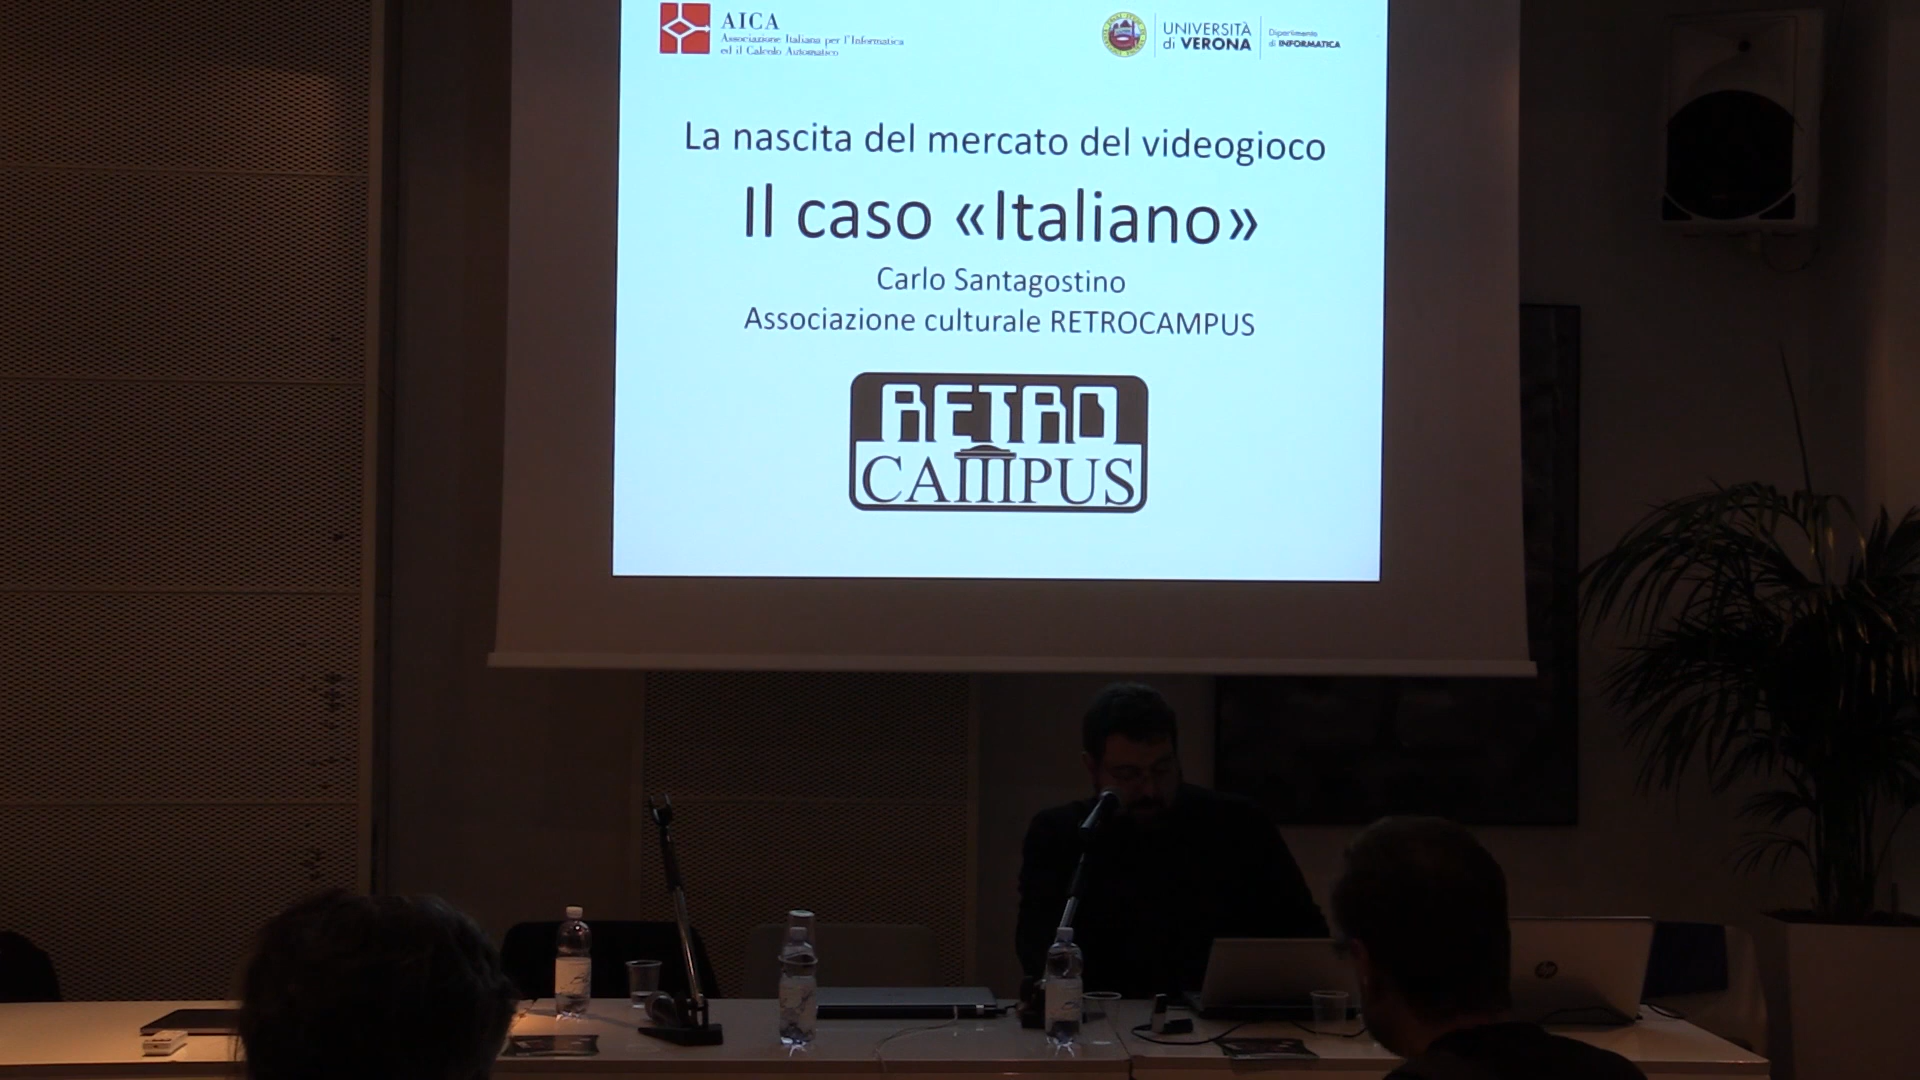 AICA
Associazione Italiana per l'Informatica
ed il Calcolo Automatico
UNIVERSITÀ
di VERONA
Dipartimento
di INFORMATICA
La nascita del mercato del videogioco
Il caso «Italiano»
Carlo Santagostino
Associazione culturale RETROCAMPUS
RETRO
CAMPUS
hp